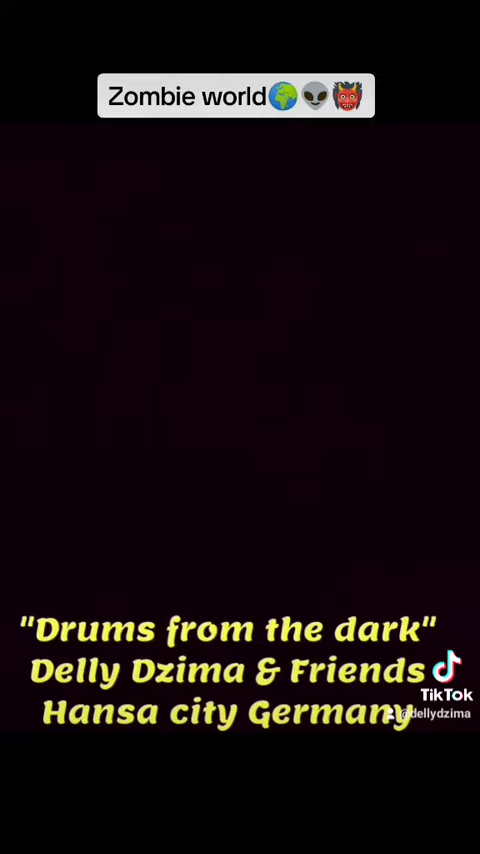 Zombie world🌍👽👹
"Drums from the dark"
Delly Dzima & Friends
Hansa city Germany
TikTok
@dellydzima